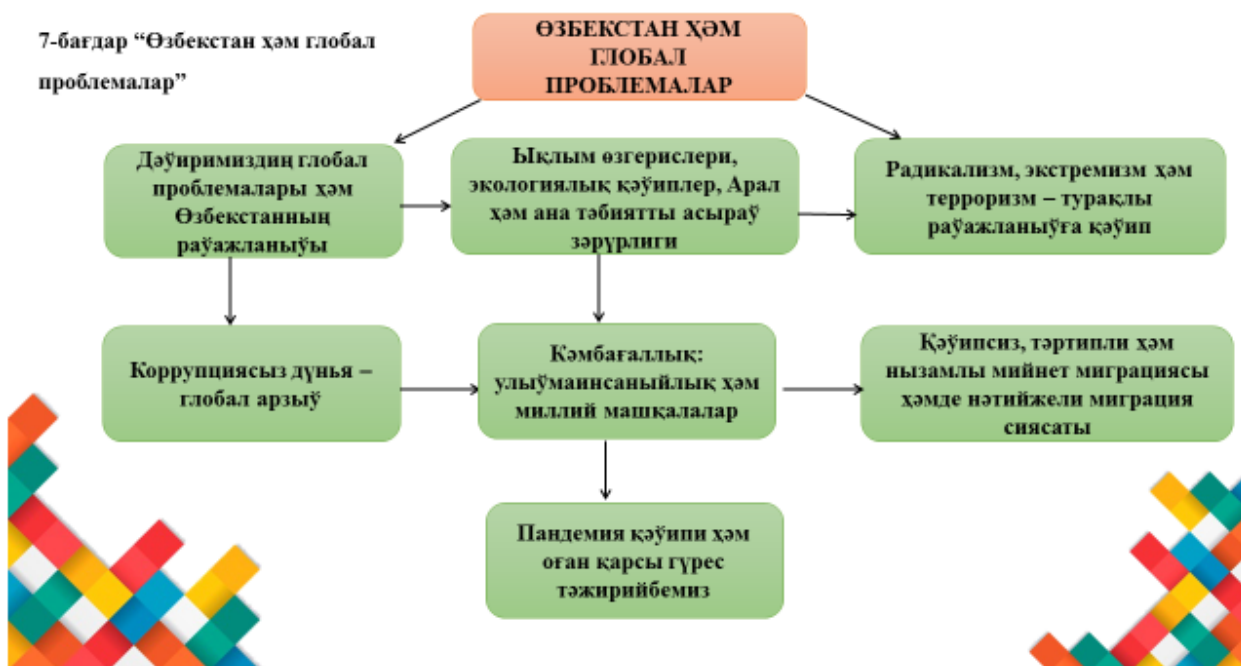 7-бағдар “Өзбекстан ҳәм глобал
проблемалар”
ӨЗБЕКСТАН ҲӘМ
ГЛОБАЛ
ПРОБЛЕМАЛАР
Дәўиримиздиң глобал
проблемалары ҳәм
Өзбекстанның
раўажланыўы
Ықлым өзгерислери,
экологиялық қәўиплер, Арал
ҳәм ана тәбиятты асыраў
зәрүрлиги
Радикализм, экстремизм ҳәм
терроризм – турақлы
раўажланыўға қәўип
Коррупциясыз дүнья –
глобал арзыў
Кәмбағаллық:
улыўмаинсаныйлық ҳәм
миллий машқалалар
Қәўипсиз, тәртипли ҳәм
нызамлы мийнет миграциясы
ҳәмде нәтийжели миграция
сиясаты
Пандемия қәўипи ҳәм
оған қарсы гүрес
тәжирийбемиз